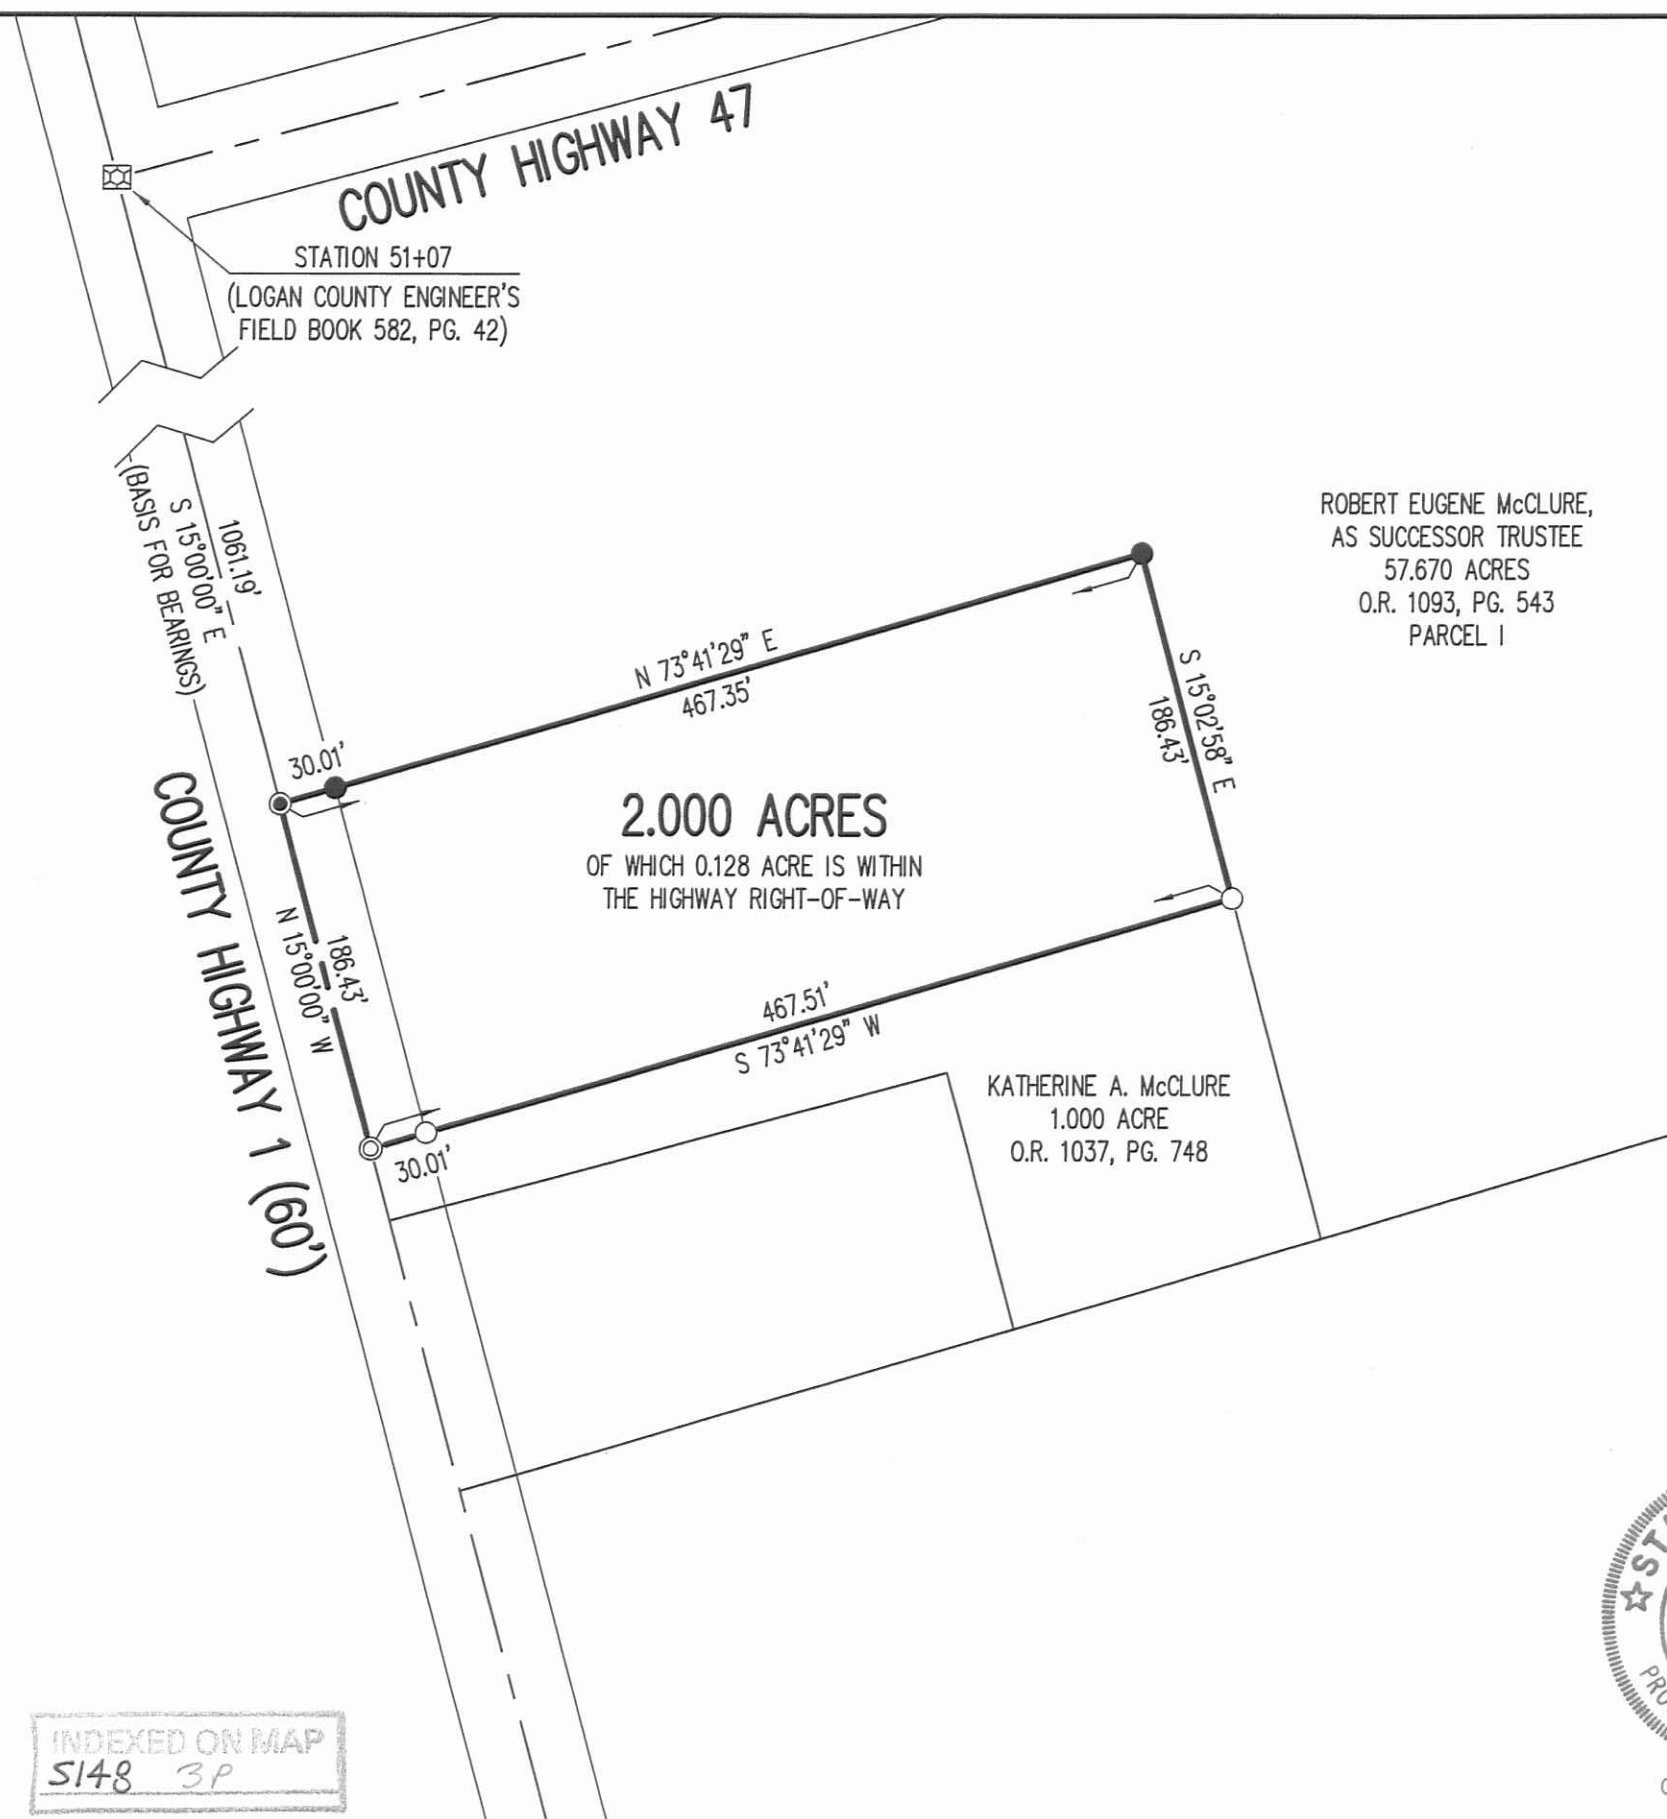 COUNTY HIGHWAY 47
STATION 51+07
(LOGAN COUNTY ENGINEER'S
FIELD BOOK 582, PG. 42)
1061.19'
S 15°00'00" E
(BASIS FOR BEARINGS)
ROBERT EUGENE McCLURE,
AS SUCCESSOR TRUSTEE
57.670 ACRES
O.R. 1093, PG. 543
PARCEL I
N 73°41'29" E
467.35'
S 15°02'58" E
186.43'
30.01'
2.000 ACRES
OF WHICH 0.128 ACRE IS WITHIN
THE HIGHWAY RIGHT-OF-WAY
COUNTY HIGHWAY 1 (60')
186.43'
N 15°00'00" W
467.51'
S 73°41'29" W
30.01'
KATHERINE A. McCLURE
1.000 ACRE
O.R. 1037, PG. 748
INDEXED ON MAP
S148 3P